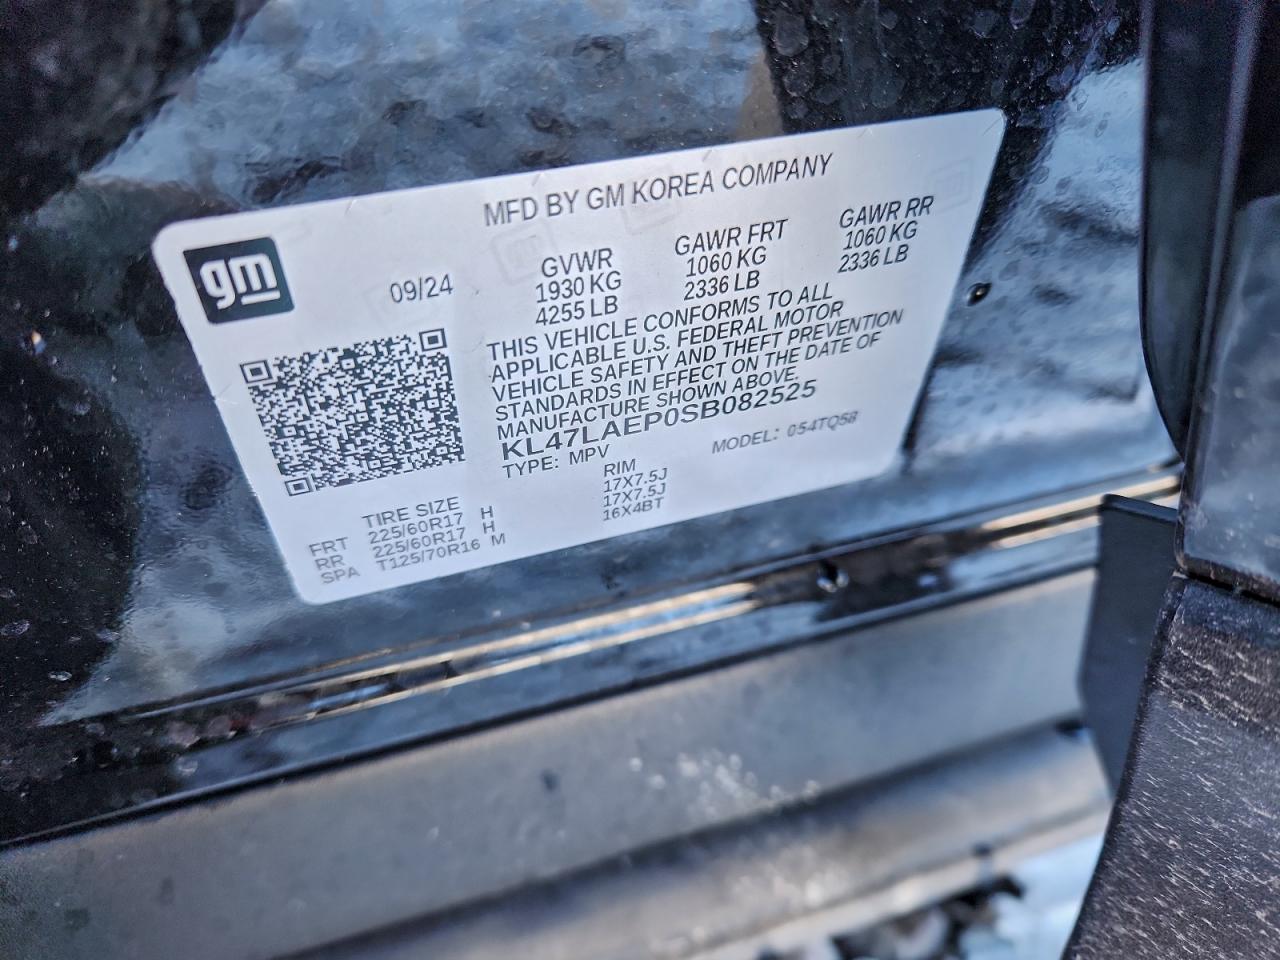 MFD BY GM KOREA COMPANY
gm
09/24
GVWR
1930 KG
4255 LB
GAWR FRT
1060 KG
2336 LB
GAWR RR
1060 KG
2336 LB
THIS VEHICLE CONFORMS TO ALL
APPLICABLE U.S. FEDERAL MOTOR
VEHICLE SAFETY AND THEFT PREVENTION
STANDARDS IN EFFECT ON THE DATE OF
MANUFACTURE SHOWN ABOVE.
KL47LAEP0SB082525
TYPE: MPV
MODEL: 054TQ58
TIRE SIZE RIM
FRT 225/60R17 H 17X7.5J
RR 225/60R17 H 17X7.5J
SPA T125/70R16 M 16X4BT